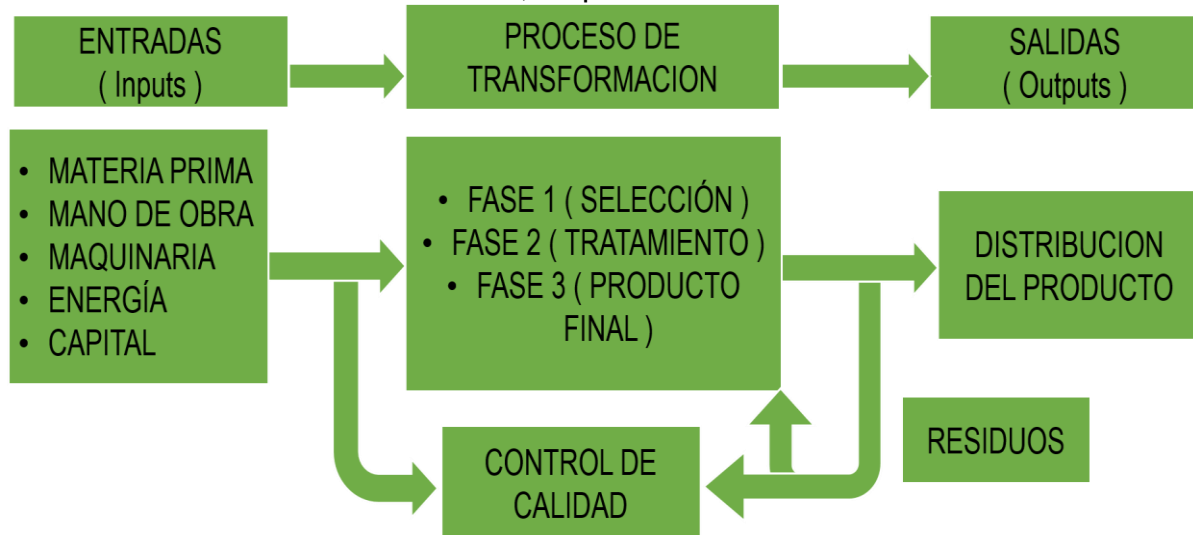 ENTRADAS
( Inputs )
PROCESO DE
TRANSFORMACION
SALIDAS
( Outputs )
• MATERIA PRIMA
• MANO DE OBRA
• MAQUINARIA
• ENERGÍA
• CAPITAL
• FASE 1 ( SELECCIÓN )
• FASE 2 ( TRATAMIENTO )
• FASE 3 ( PRODUCTO
FINAL )
DISTRIBUCION
DEL PRODUCTO
CONTROL DE
CALIDAD
RESIDUOS